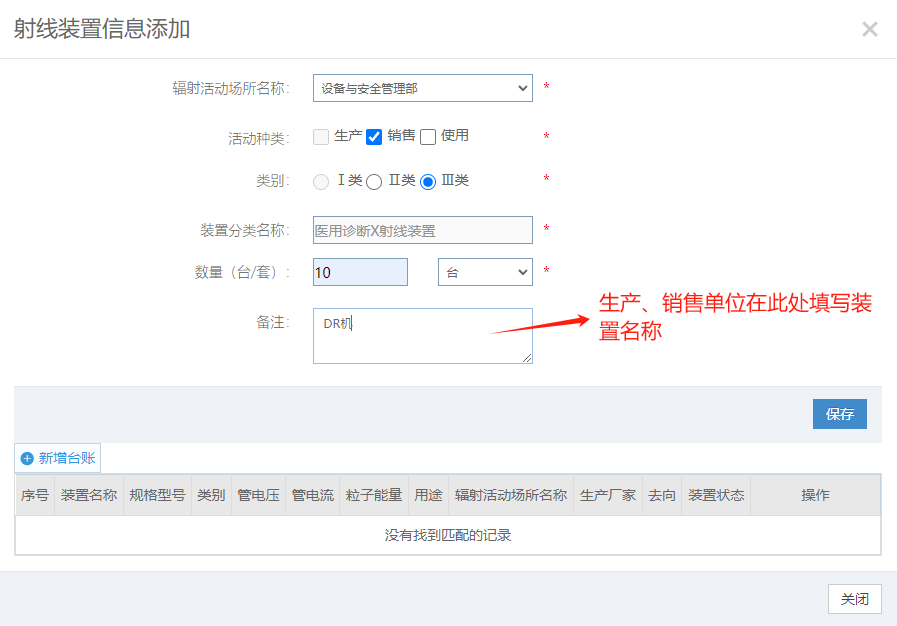 射线装置信息添加
×
辐射活动场所名称: 设备与安全管理部 *
活动种类: 生产 销售 使用 *
类别: Ⅰ类 Ⅱ类 Ⅲ类 *
装置分类名称: 医用诊断X射线装置 *
数量（台/套）: 10 台 *
备注: DR机
生产、销售单位在此处填写装
置名称
保存
新增台账
序号 装置名称 规格型号 类别 管电压 管电流 粒子能量 用途 辐射活动场所名称 生产厂家 去向 装置状态 操作
没有找到匹配的记录
关闭